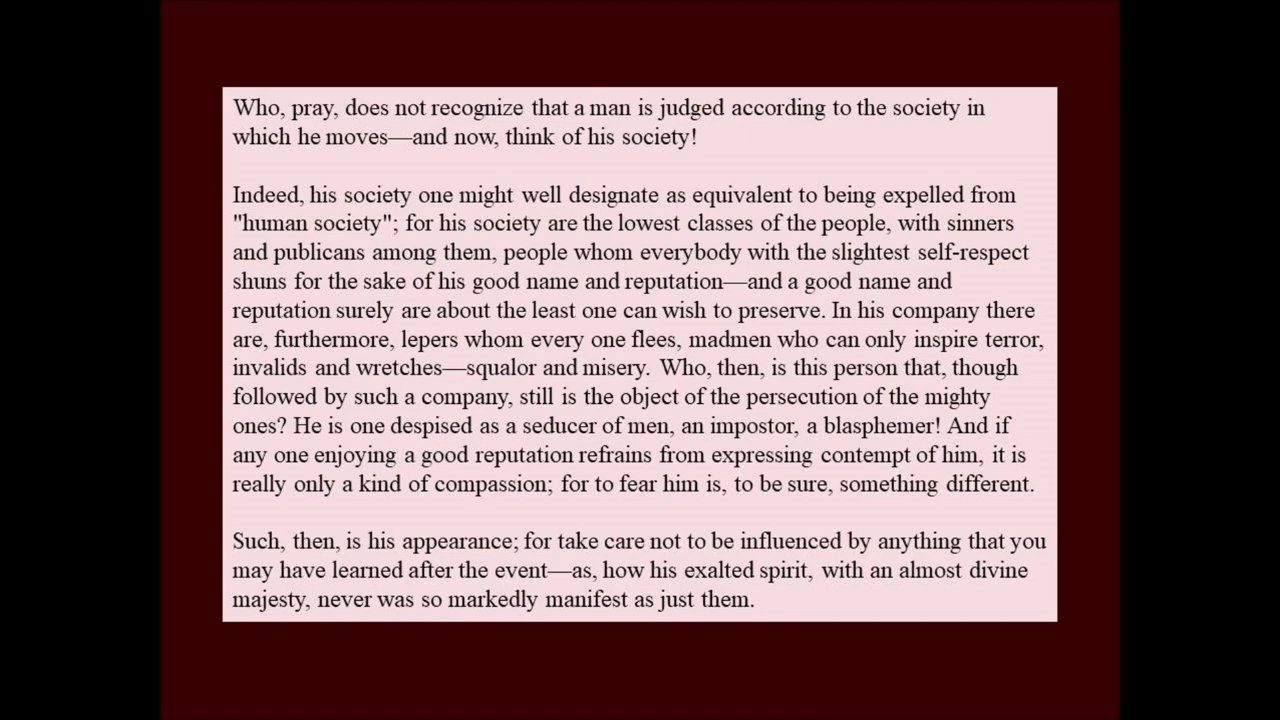 Who, pray, does not recognize that a man is judged according to the society in
which he moves—and now, think of his society!
Indeed, his society one might well designate as equivalent to being expelled from
"human society"; for his society are the lowest classes of the people, with sinners
and publicans among them, people whom everybody with the slightest self-respect
shuns for the sake of his good name and reputation—and a good name and
reputation surely are about the least one can wish to preserve. In his company there
are, furthermore, lepers whom every one flees, madmen who can only inspire terror,
invalids and wretches—squalor and misery. Who, then, is this person that, though
followed by such a company, still is the object of the persecution of the mighty
ones? He is one despised as a seducer of men, an impostor, a blasphemer! And if
any one enjoying a good reputation refrains from expressing contempt of him, it is
really only a kind of compassion; for to fear him is, to be sure, something different.
Such, then, is his appearance; for take care not to be influenced by anything that you
may have learned after the event—as, how his exalted spirit, with an almost divine
majesty, never was so markedly manifest as just them.